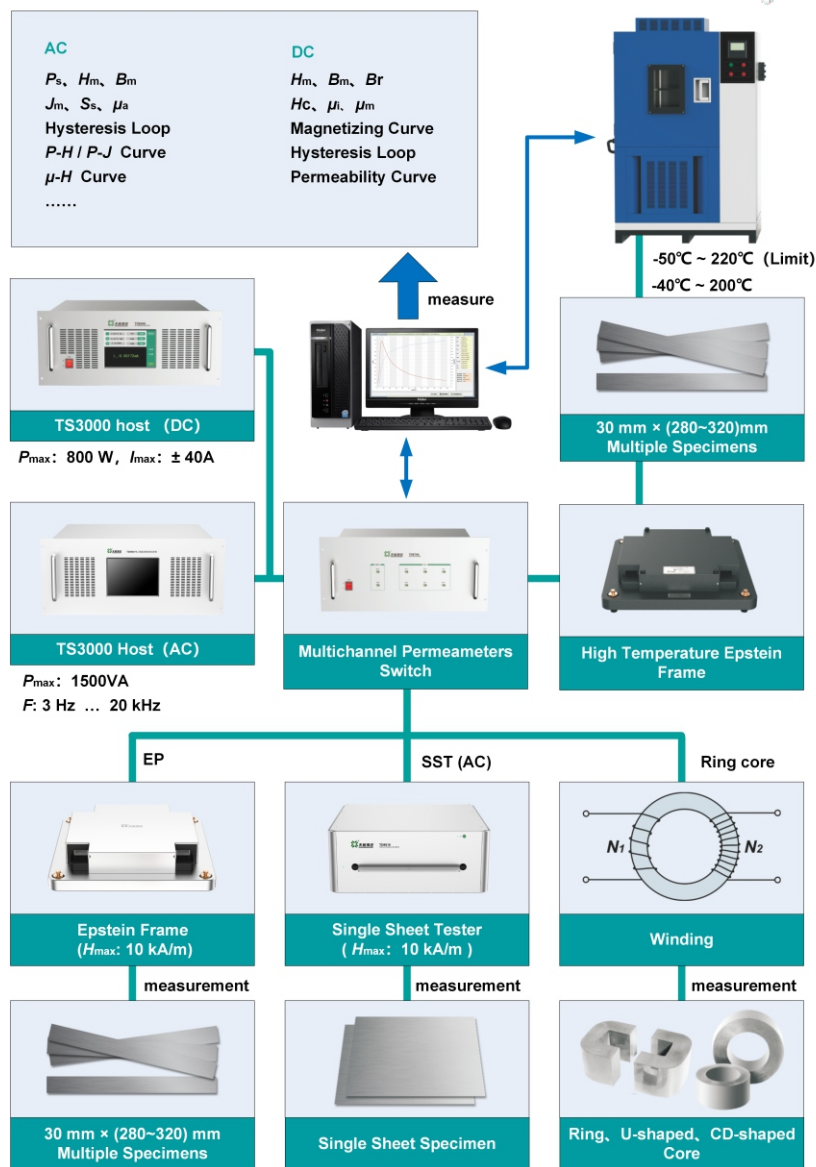 AC
Ps、Hm、Bm
Jm、Ss、μa
Hysteresis Loop
P-H / P-J Curve
μ-H Curve
……
DC
Hm、Bm、Br
Hc、μi、μm
Magnetizing Curve
Hysteresis Loop
Permeability Curve
measure
-50℃ ~ 220℃（Limit）
-40℃ ~ 200℃
TS3000 host （DC）
Pmax：800 W，Imax：± 40A
30 mm × (280~320)mm
Multiple Specimens
TS3000 Host（AC）
Pmax：1500VA
F: 3 Hz … 20 kHz
Multichannel Permeameters
Switch
High Temperature Epstein
Frame
EP
SST (AC)
Ring core
N1
N2
Epstein Frame
(Hmax: 10 kA/m)
Single Sheet Tester
( Hmax：10 kA/m )
Winding
measurement
measurement
measurement
30 mm × (280~320) mm
Multiple Specimens
Single Sheet Specimen
Ring、U-shaped、CD-shaped
Core